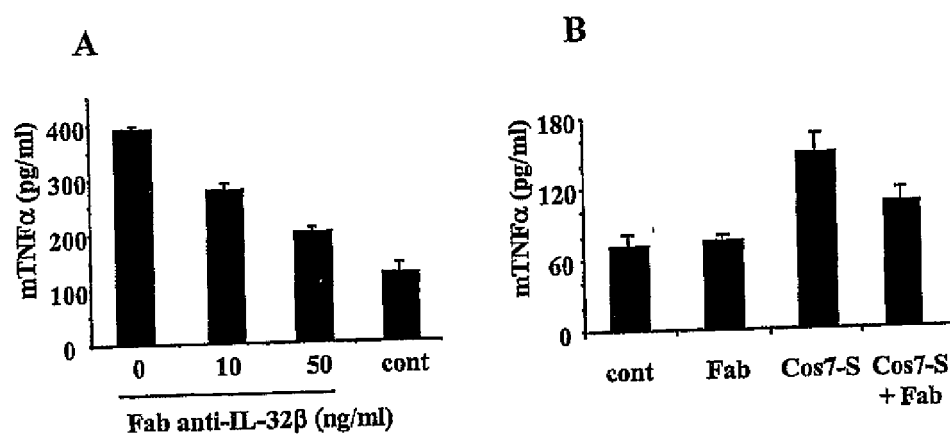 A
mTNFα (pg/ml)
400
300
200
100
0
0 10 50 cont
Fab anti-IL-32β (ng/ml)
B
mTNFα (pg/ml)
180
120
60
0
cont Fab Cos7-S Cos7-S
+ Fab